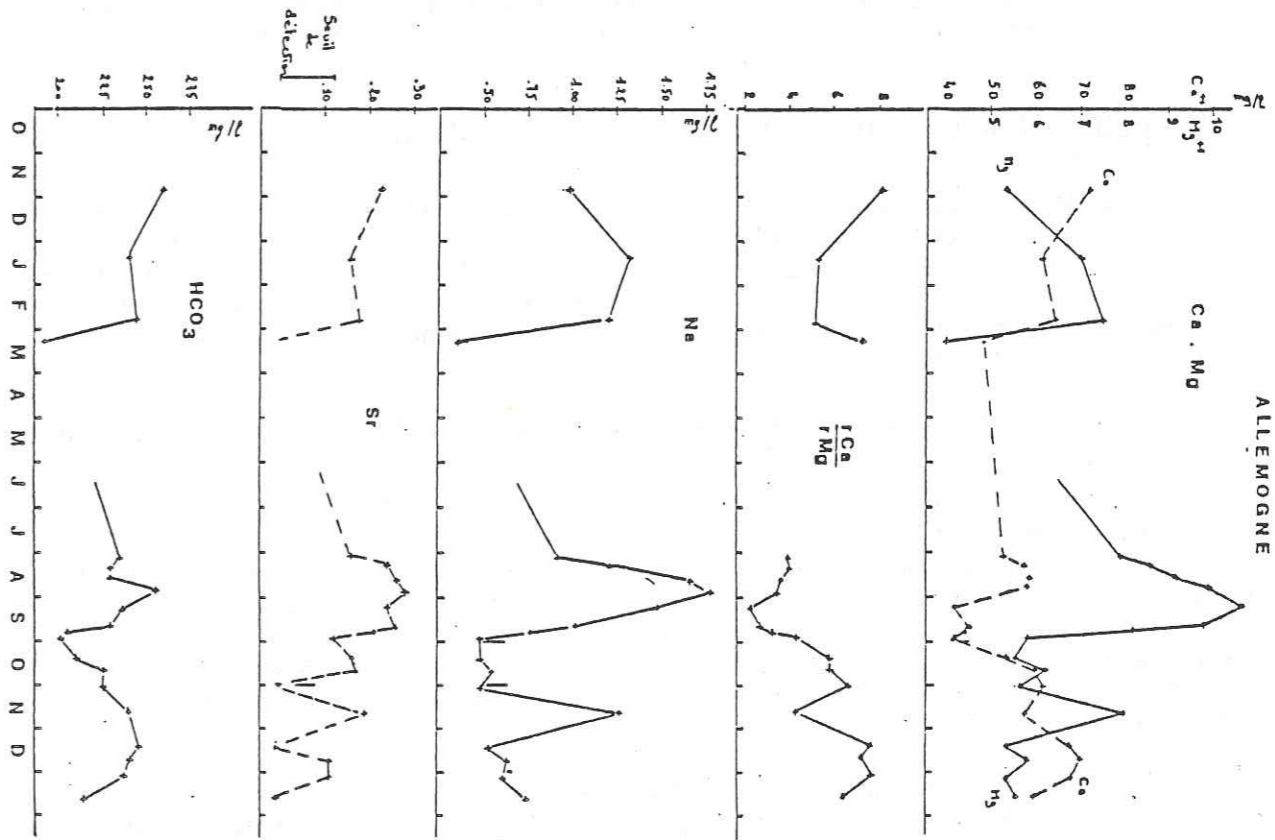 ALLEMOGNE
Ca . Mg
mg/l
Ca++
Mg++
40 50 60 70 80 9 10
5 6 7 8
Mg
Ca
Mg
Ca
rCa
rMg
2 4 6 8
Na
mg/l
.50 .75 1.00 1.25 1.50 1.75
Sr
Seuil
de
détection
.10 .20 .30
HCO3
mg/l
200 225 250 275
O N D J F M A M J J A S O N D